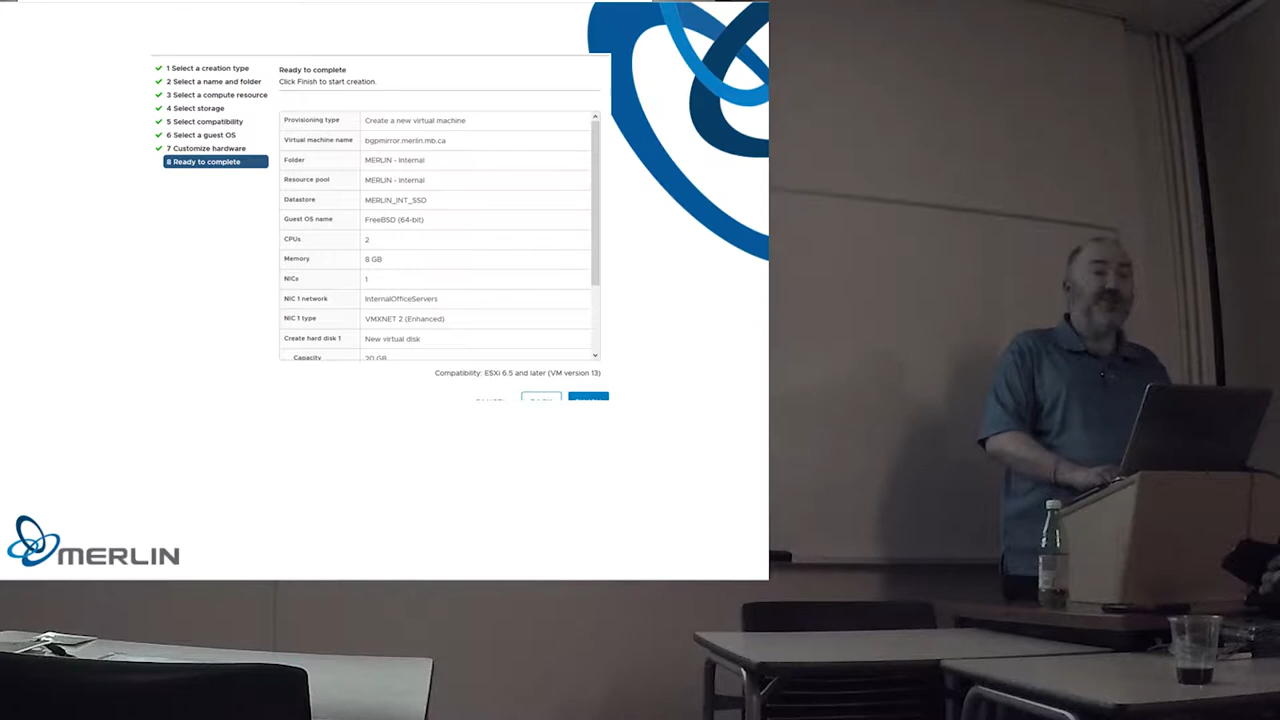 1 Select a creation type
2 Select a name and folder
3 Select a compute resource
4 Select storage
5 Select compatibility
6 Select a guest OS
7 Customize hardware
8 Ready to complete
Ready to complete
Click Finish to start creation.
Provisioning type Create a new virtual machine
Virtual machine name bgpmirror.merlin.mb.ca
Folder MERLIN - Internal
Resource pool MERLIN - Internal
Datastore MERLIN_INT_SSD
Guest OS name FreeBSD (64-bit)
CPUs 2
Memory 8 GB
NICs 1
NIC 1 network InternalOfficeServers
NIC 1 type VMXNET 2 (Enhanced)
Create hard disk 1 New virtual disk
Capacity 20 GB
Compatibility: ESXi 6.5 and later (VM version 13)
MERLIN